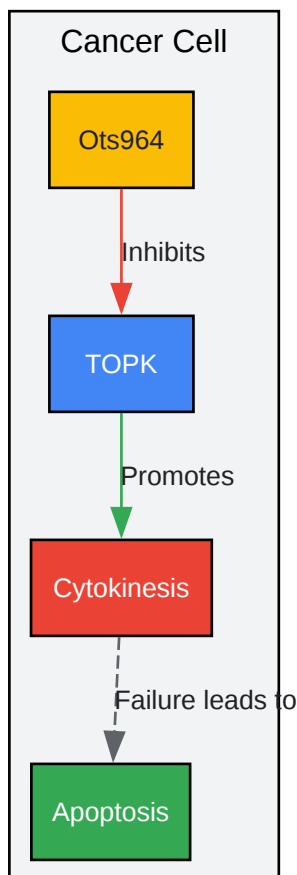 Cancer Cell
Ots964
Inhibits
TOPK
Promotes
Cytokinesis
Failure leads to
Apoptosis